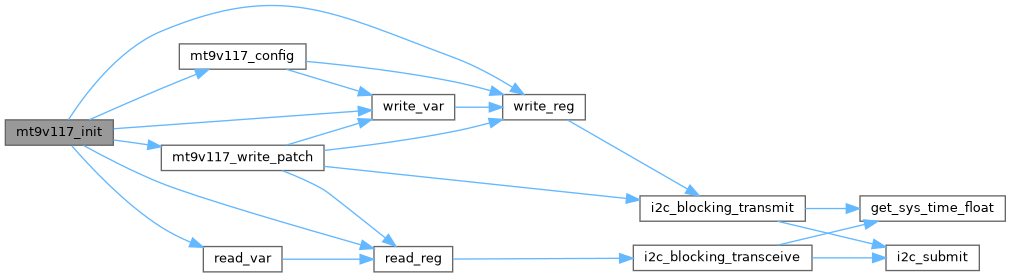 mt9v117_init
mt9v117_config
mt9v117_write_patch
read_var
write_var
read_reg
write_reg
i2c_blocking_transmit
i2c_blocking_transceive
get_sys_time_float
i2c_submit